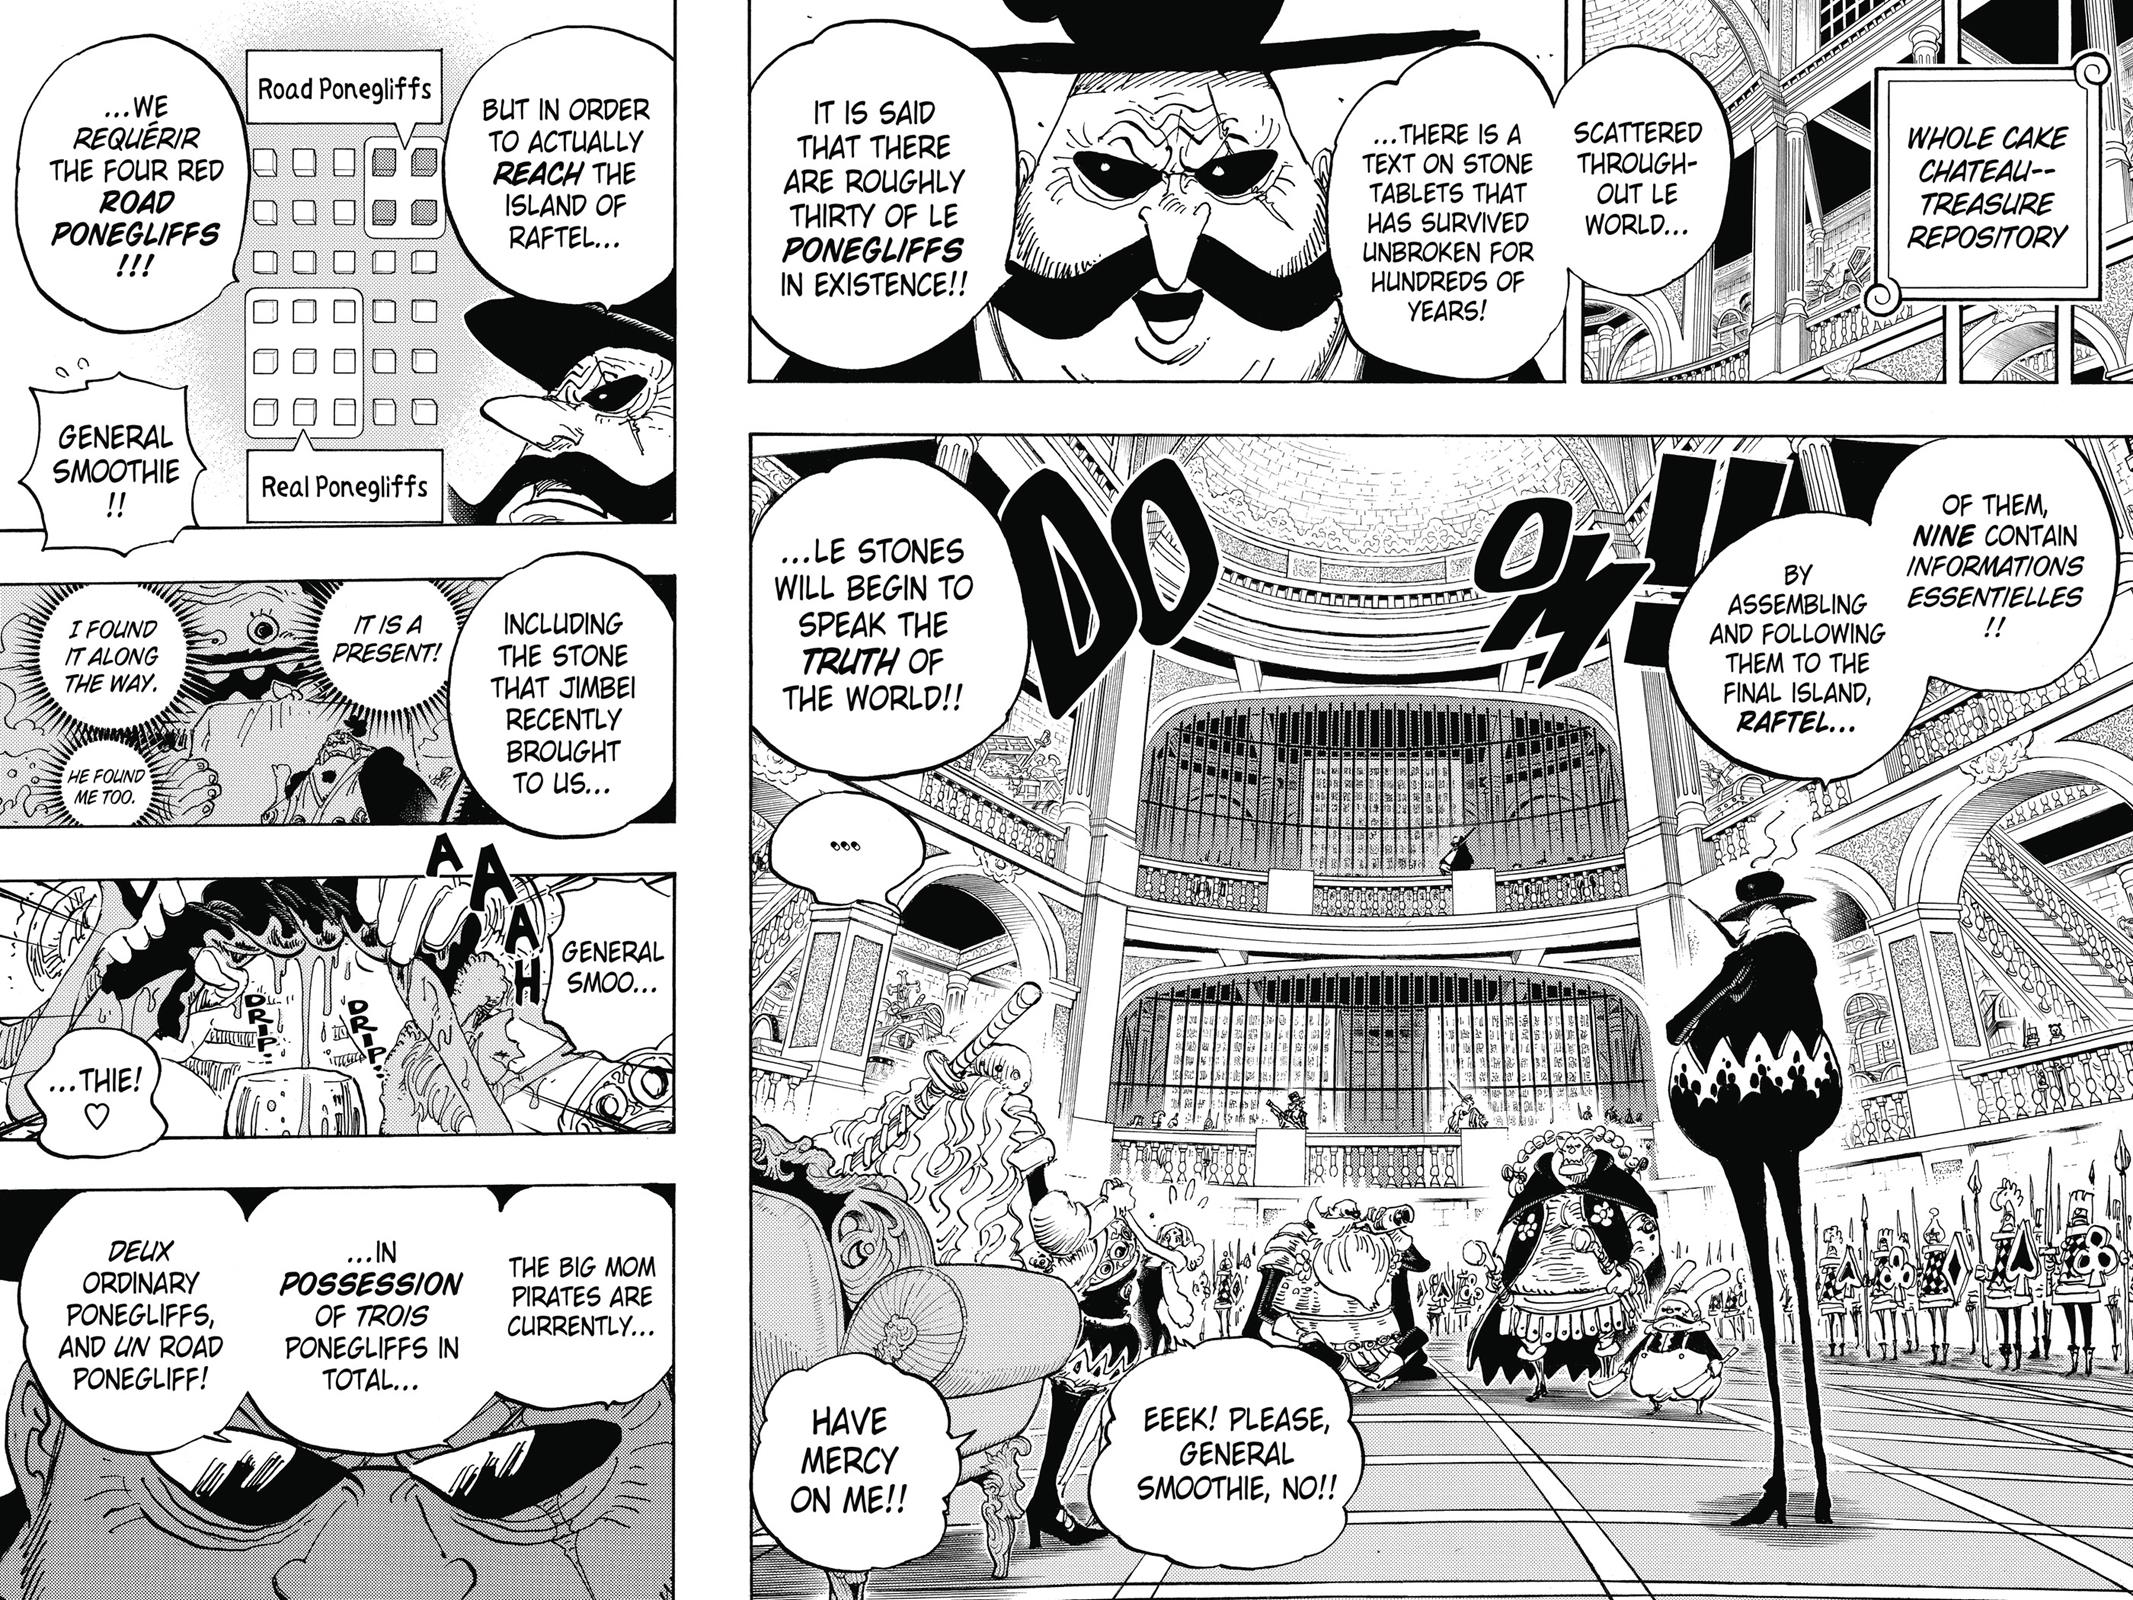 WHOLE CAKE
CHATEAU--
TREASURE
REPOSITORY
SCATTERED
THROUGH-
OUT LE
WORLD...
...THERE IS A
TEXT ON STONE
TABLETS THAT
HAS SURVIVED
UNBROKEN FOR
HUNDREDS OF
YEARS!
IT IS SAID
THAT THERE
ARE ROUGHLY
THIRTY OF LE
PONEGLIFFS
IN EXISTENCE!!
OF THEM,
NINE CONTAIN
INFORMATIONS
ESSENTIELLES
!!
BY
ASSEMBLING
AND FOLLOWING
THEM TO THE
FINAL ISLAND,
RAFTEL...
DOOM!!
...LE STONES
WILL BEGIN TO
SPEAK THE
TRUTH OF
THE WORLD!!
...
EEEK! PLEASE,
GENERAL
SMOOTHIE, NO!!
HAVE
MERCY
ON ME!!
BUT IN ORDER
TO ACTUALLY
REACH THE
ISLAND OF
RAFTEL...
Road Ponegliffs
Real Ponegliffs
...WE
REQUÉRIR
THE FOUR RED
ROAD
PONEGLIFFS
!!!
GENERAL
SMOOTHIE
!!
INCLUDING
THE STONE
THAT JIMBEI
RECENTLY
BROUGHT
TO US...
IT IS A
PRESENT!
I FOUND
IT ALONG
THE WAY.
HE FOUND
ME TOO.
GENERAL
SMOO...
AAAH
DRIP
DRIP
...THIE!
♡
THE BIG MOM
PIRATES ARE
CURRENTLY...
...IN
POSSESSION
OF TROIS
PONEGLIFFS IN
TOTAL...
DEUX
ORDINARY
PONEGLIFFS,
AND UN ROAD
PONEGLIFF!